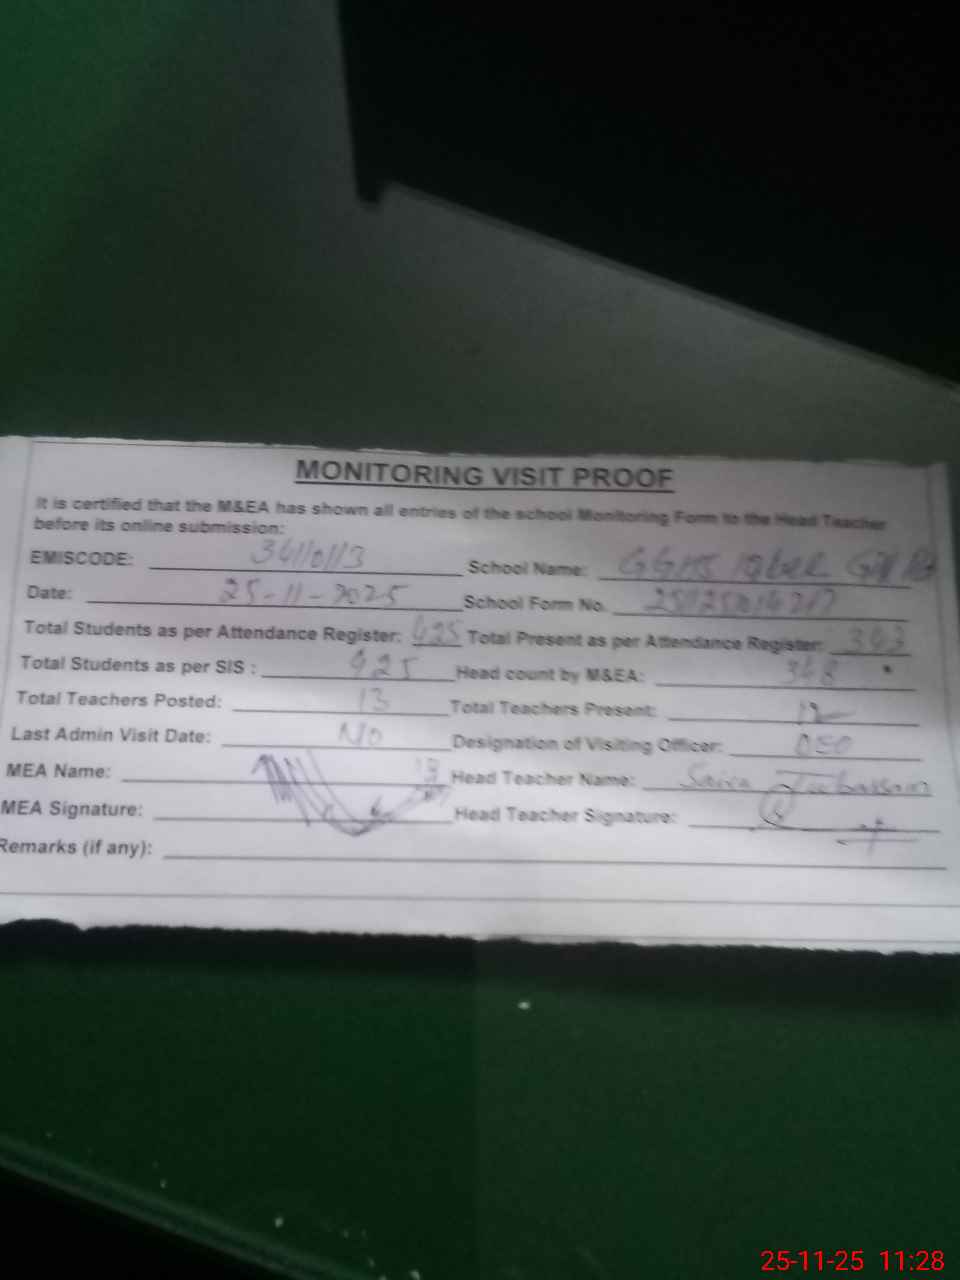 MONITORING VISIT PROOF
It is certified that the M&EA has shown all entries of the school Monitoring Form to the Head Teacher
before its online submission:
EMISCODE: 34110113 School Name: GGHS
Date: 25-11-2025 School Form No.
Total Students as per Attendance Register: 425 Total Present as per Attendance Register:
Total Students as per SIS : 425 Head count by M&EA: 348
Total Teachers Posted: 13 Total Teachers Present: 12
Last Admin Visit Date: No Designation of Visiting Officer:
MEA Name: Head Teacher Name: Saira
MEA Signature: Head Teacher Signature:
Remarks (if any):
25-11-25 11:28